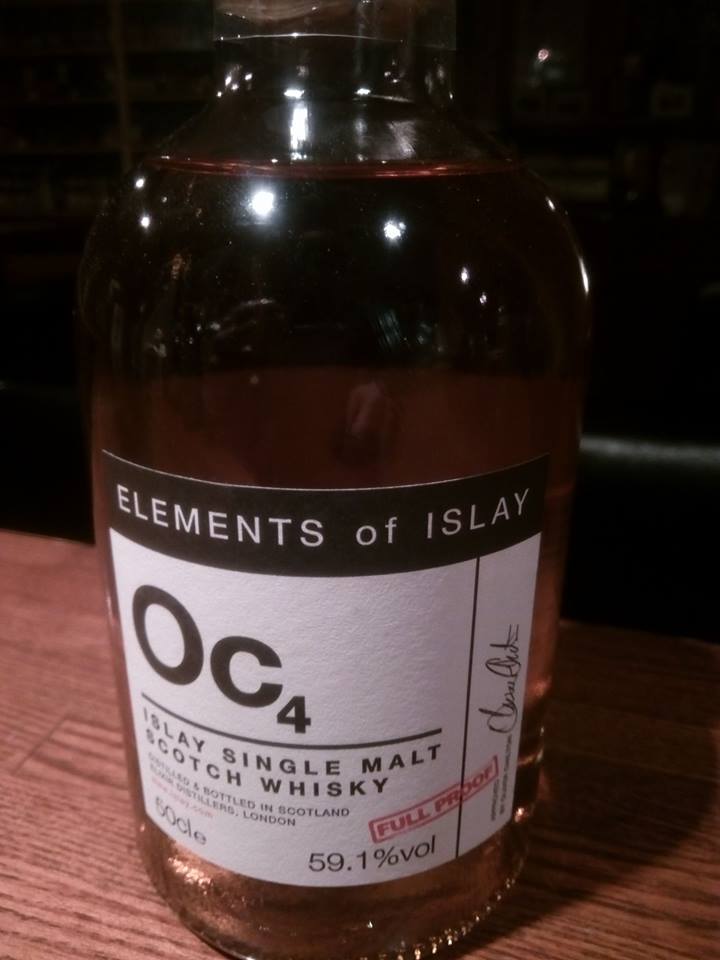 ELEMENTS of ISLAY
Oc4
ISLAY SINGLE MALT
SCOTCH WHISKY
DISTILLED & BOTTLED IN SCOTLAND
ELIXIR DISTILLERS, LONDON
50cle
FULL PROOF
59.1%vol